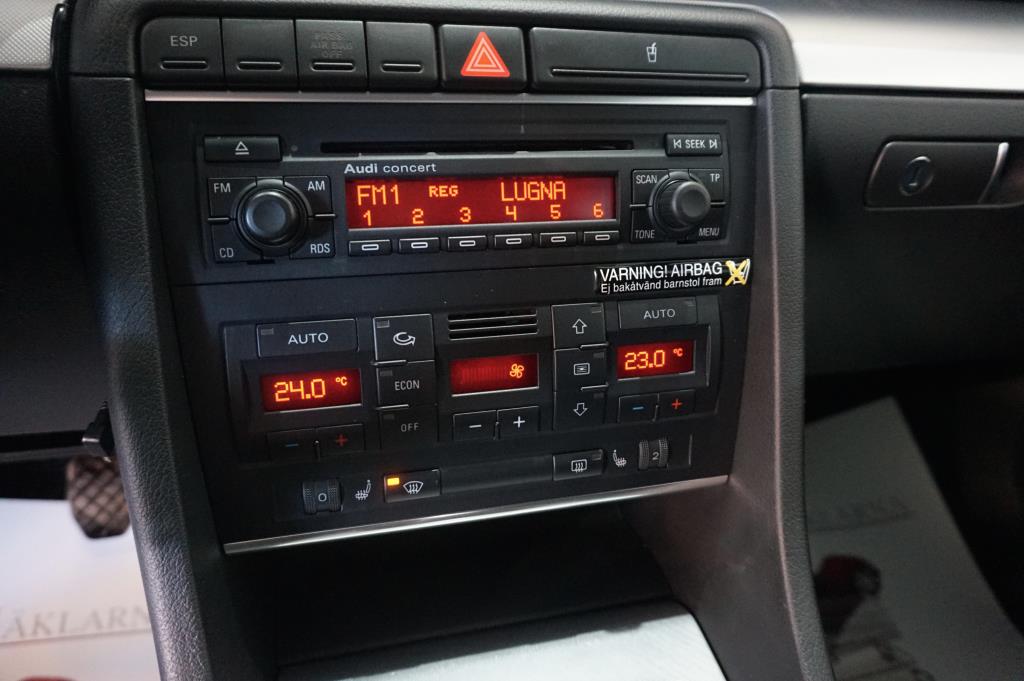 ESP
PASS.
AIR BAG
OFF
SEEK
Audi concert
FM
AM
CD
RDS
FM1 REG LUGNA
1 2 3 4 5 6
SCAN
TP
TONE
MENU
VARNING! AIRBAG
Ej bakåtvänd barnstol fram
AUTO
AUTO
24.0 °C
23.0 °C
ECON
OFF
0
2
ÄKLARNA
KLARNA